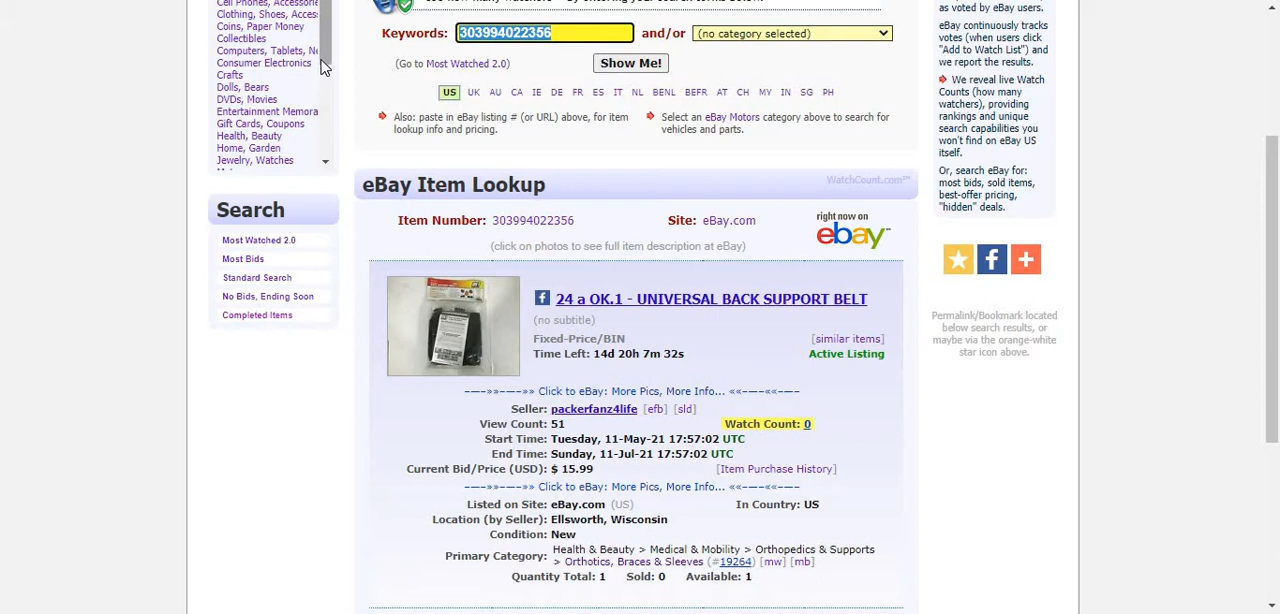 Cell Phones, Accessorie
Clothing, Shoes, Access
Coins, Paper Money
Collectibles
Computers, Tablets, Ne
Consumer Electronics
Crafts
Dolls, Bears
DVDs, Movies
Entertainment Memora
Gift Cards, Coupons
Health, Beauty
Home, Garden
Jewelry, Watches
Search
Most Watched 2.0
Most Bids
Standard Search
No Bids, Ending Soon
Completed Items
Keywords: 303994022356 and/or (no category selected)
(Go to Most Watched 2.0) Show Me!
US UK AU CA IE DE FR ES IT NL BENL BEFR AT CH MY IN SG PH
Also: paste in eBay listing # (or URL) above, for item
lookup info and pricing.
Select an eBay Motors category above to search for
vehicles and parts.
eBay Item Lookup
WatchCount.com℠
Item Number: 303994022356 Site: eBay.com
right now on
ebay
(click on photos to see full item description at eBay)
24 a OK.1 - UNIVERSAL BACK SUPPORT BELT
(no subtitle)
Fixed-Price/BIN [similar items]
Time Left: 14d 20h 7m 32s Active Listing
-–-–»»-–-–» Click to eBay: More Pics, More Info... ««-–-–«-–-–
Seller: packerfanz4life [efb] [sld]
View Count: 51 Watch Count: 0
Start Time: Tuesday, 11-May-21 17:57:02 UTC
End Time: Sunday, 11-Jul-21 17:57:02 UTC
Current Bid/Price (USD): $ 15.99 [Item Purchase History]
-–-–»»-–-–» Click to eBay: More Pics, More Info... ««-–-–«-–-–
Listed on Site: eBay.com (US) In Country: US
Location (by Seller): Ellsworth, Wisconsin
Condition: New
Primary Category: Health & Beauty > Medical & Mobility > Orthopedics & Supports
> Orthotics, Braces & Sleeves (#19264) [mw] [mb]
Quantity Total: 1 Sold: 0 Available: 1
as voted by eBay users.
eBay continuously tracks
votes (when users click
"Add to Watch List") and
we report the results.
We reveal live Watch
Counts (how many
watchers), providing
rankings and unique
search capabilities you
won't find on eBay US
itself.
Or, search eBay for:
most bids, sold items,
best-offer pricing,
"hidden" deals.
Permalink/Bookmark located
below search results, or
maybe via the orange-white
star icon above.